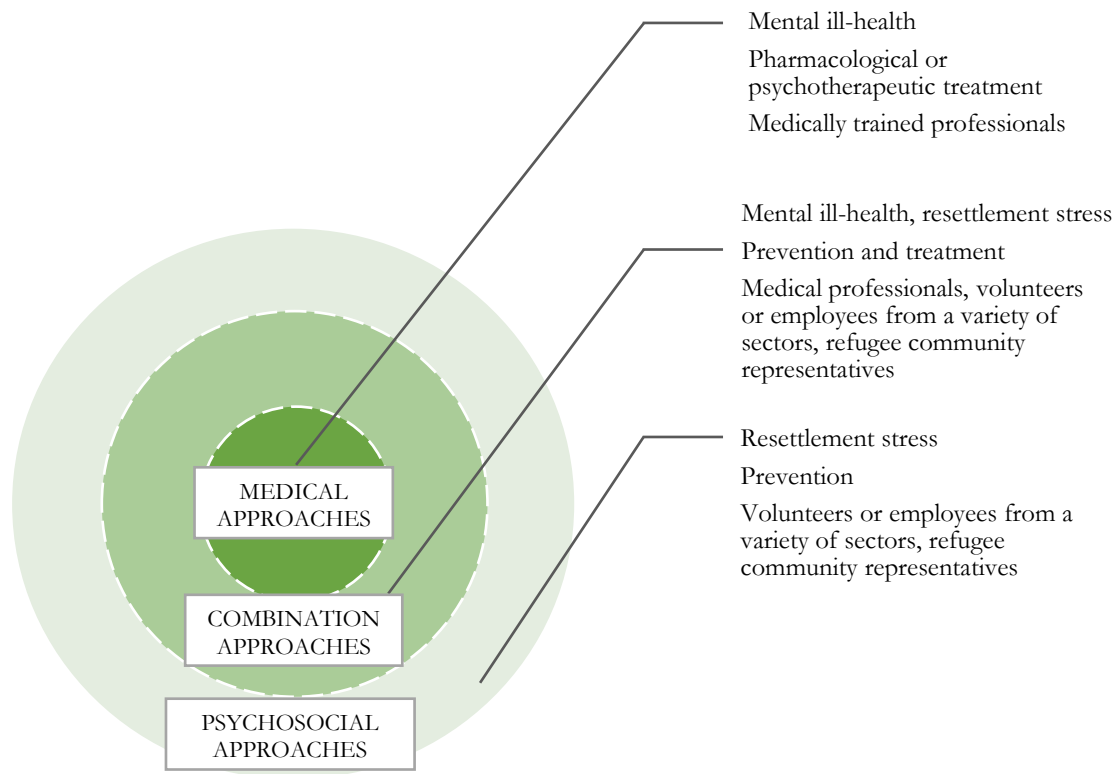 Mental ill-health
Pharmacological or
psychotherapeutic treatment
Medically trained professionals
Mental ill-health, resettlement stress
Prevention and treatment
Medical professionals, volunteers
or employees from a variety of
sectors, refugee community
representatives
Resettlement stress
Prevention
Volunteers or employees from a
variety of sectors, refugee
community representatives
MEDICAL
APPROACHES
COMBINATION
APPROACHES
PSYCHOSOCIAL
APPROACHES